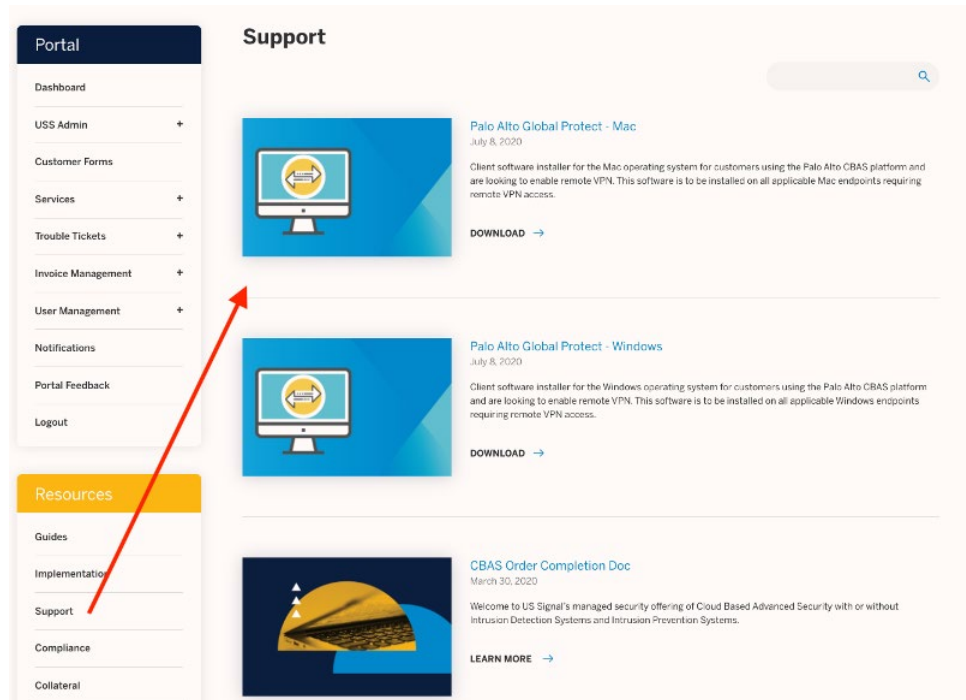 Portal
Dashboard
USS Admin +
Customer Forms
Services +
Trouble Tickets +
Invoice Management +
User Management +
Notifications
Portal Feedback
Logout
Resources
Guides
Implementation
Support
Compliance
Collateral
Support
Palo Alto Global Protect - Mac
July 8, 2020
Client software installer for the Mac operating system for customers using the Palo Alto CBAS platform and
are looking to enable remote VPN. This software is to be installed on all applicable Mac endpoints requiring
remote VPN access.
DOWNLOAD →
Palo Alto Global Protect - Windows
July 8, 2020
Client software installer for the Windows operating system for customers using the Palo Alto CBAS platform
and are looking to enable remote VPN. This software is to be installed on all applicable Windows endpoints
requiring remote VPN access.
DOWNLOAD →
CBAS Order Completion Doc
March 30, 2020
Welcome to US Signal's managed security offering of Cloud Based Advanced Security with or without
Intrusion Detection Systems and Intrusion Prevention Systems.
LEARN MORE →